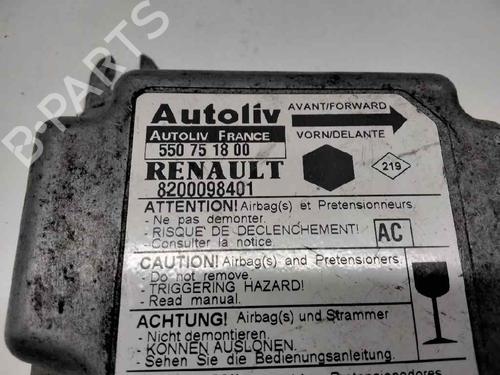 Autoliv
AVANT/FORWARD
AUTOLIV FRANCE
VORN/DELANTE
550 75 18 00
RENAULT
219
8200098401
ATTENTION! Airbag(s) et Pretensionneurs.
- Ne pas demonter.
- RISQUE DE DECLENCHEMENT!
- Consulter la notice.
AC
CAUTION! Airbag(s) and Pretensioners.
- Do not remove.
- TRIGGERING HAZARD!
- Read manual.
ACHTUNG! Airbag(s) und Strammer
- Nicht demontieren.
- KÖNNEN AUSLÖSEN.
- Sehen Sie die Bedienungsanleitung.
B-PARTS